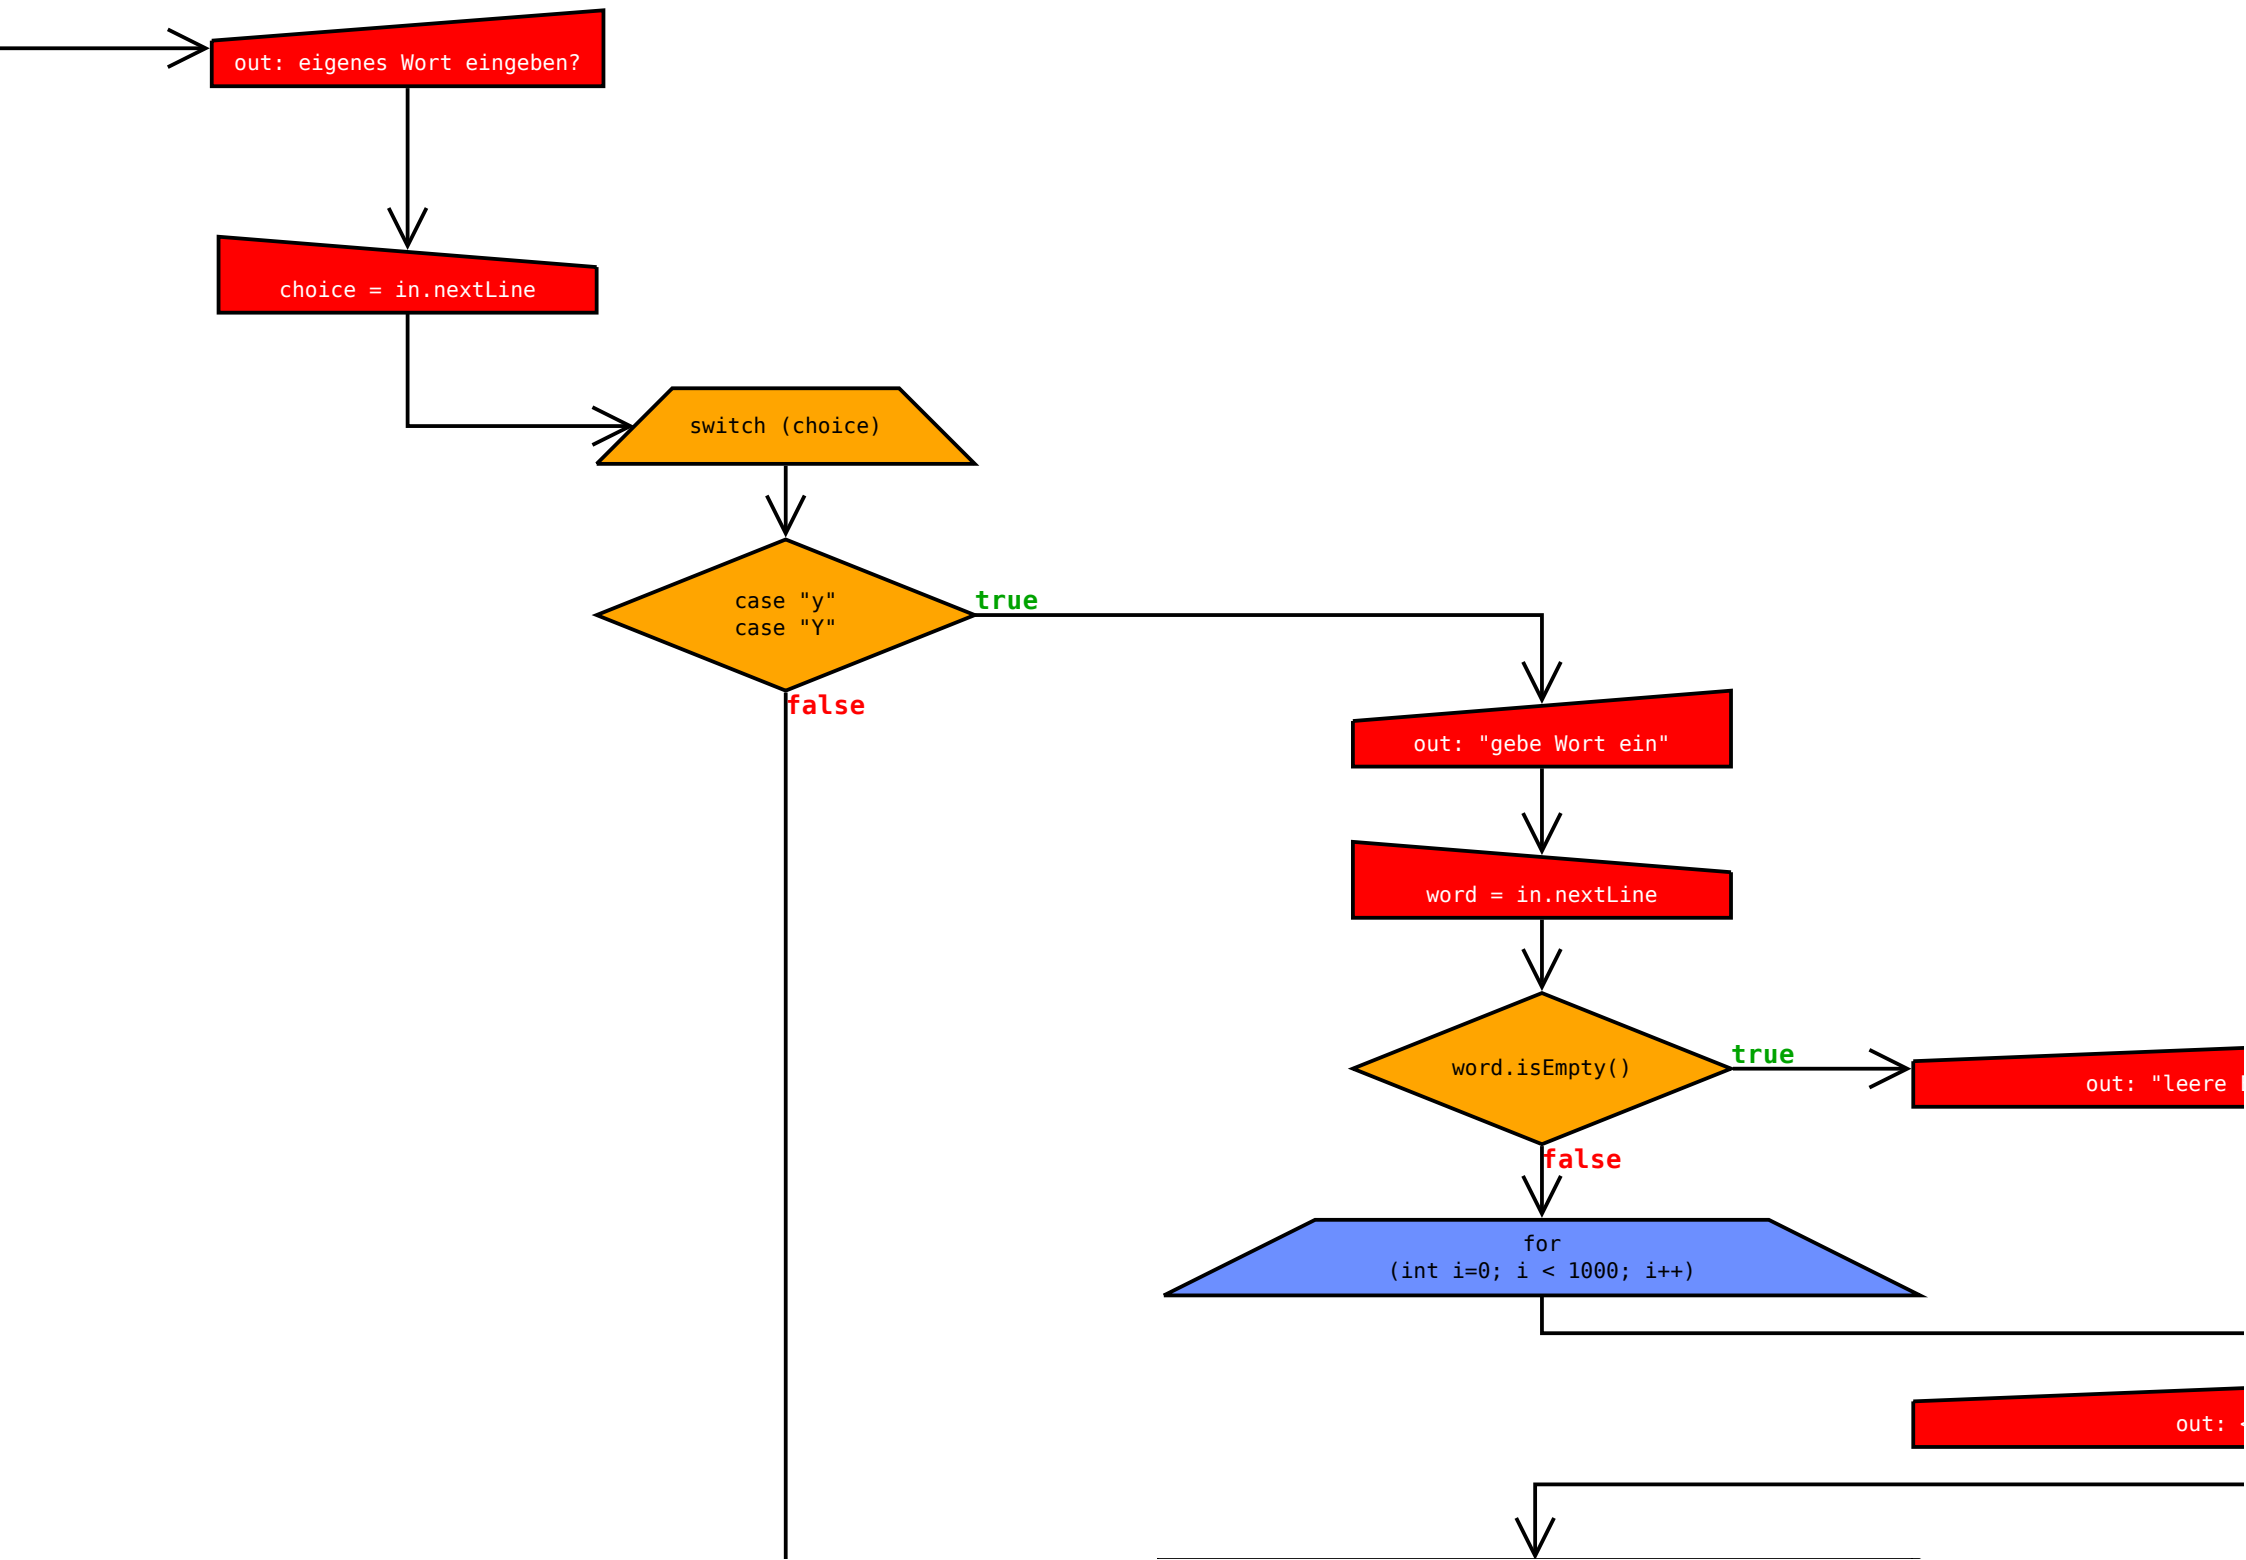 out: eigenes Wort eingeben?
choice = in.nextLine
switch (choice)
case "y"
case "Y"
true
false
out: "gebe Wort ein"
word = in.nextLine
word.isEmpty()
true
out: "leere
false
for
(int i=0; i < 1000; i++)
out: <